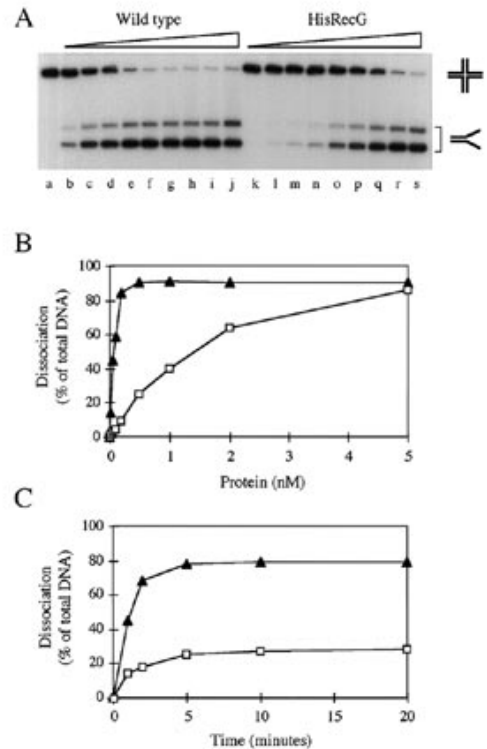 A
Wild type HisRecG
a b c d e f g h i j k l m n o p q r s
B
Dissociation
(% of total DNA)
100
80
60
40
20
0
0 1 2 3 4 5
Protein (nM)
C
Dissociation
(% of total DNA)
100
80
60
40
20
0
0 5 10 15 20
Time (minutes)